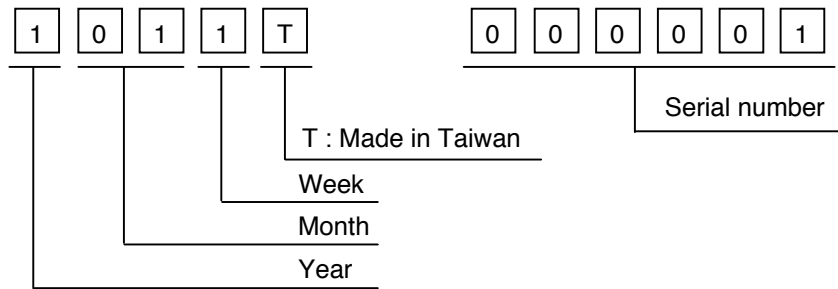 1 0 1 1 T 0 0 0 0 0 1
Serial number
T : Made in Taiwan
Week
Month
Year